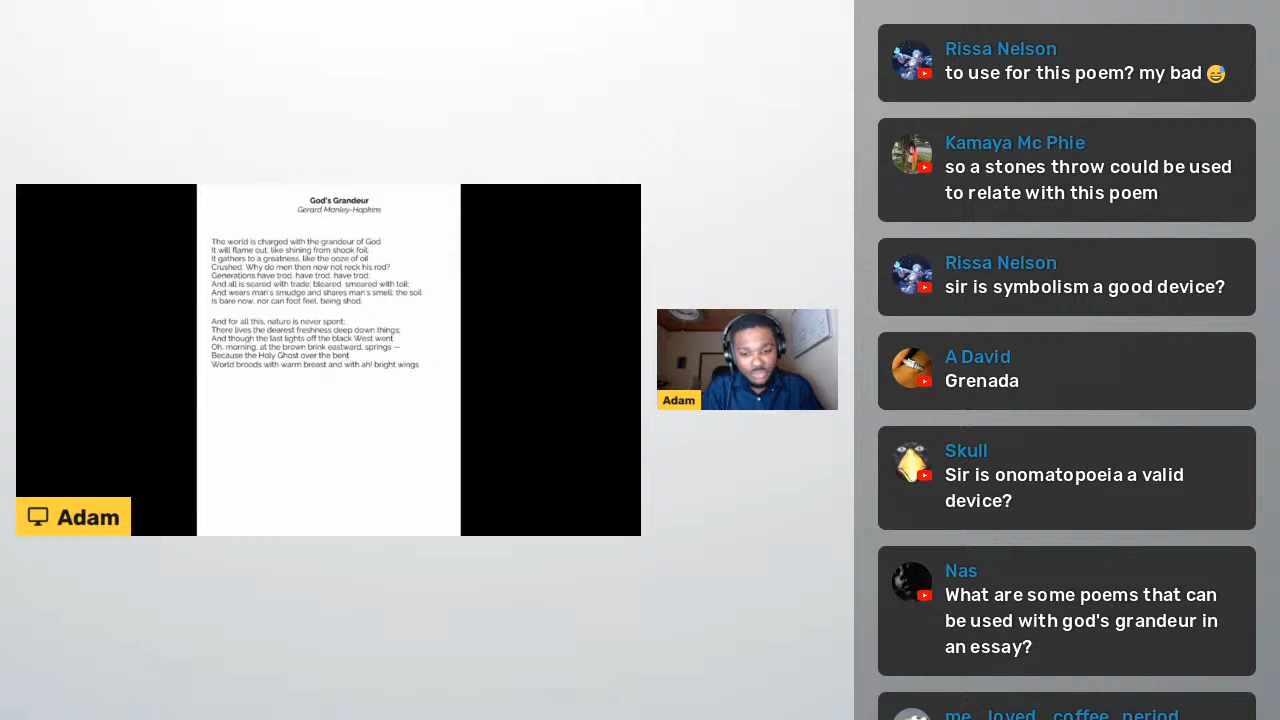 God's Grandeur
Gerard Manley-Hopkins
The world is charged with the grandeur of God.
It will flame out, like shining from shook foil;
It gathers to a greatness, like the ooze of oil
Crushed. Why do men then now not reck his rod?
Generations have trod, have trod, have trod;
And all is seared with trade; bleared, smeared with toil;
And wears man's smudge and shares man's smell: the soil
Is bare now, nor can foot feel, being shod.
And for all this, nature is never spent;
There lives the dearest freshness deep down things;
And though the last lights off the black West went
Oh, morning, at the brown brink eastward, springs —
Because the Holy Ghost over the bent
World broods with warm breast and with ah! bright wings
Adam
Adam
Rissa Nelson
to use for this poem? my bad 😅
Kamaya Mc Phie
so a stones throw could be used
to relate with this poem
Rissa Nelson
sir is symbolism a good device?
A David
Grenada
Skull
Sir is onomatopoeia a valid
device?
Nas
What are some poems that can
be used with god's grandeur in
an essay?
me_loved_coffee_period